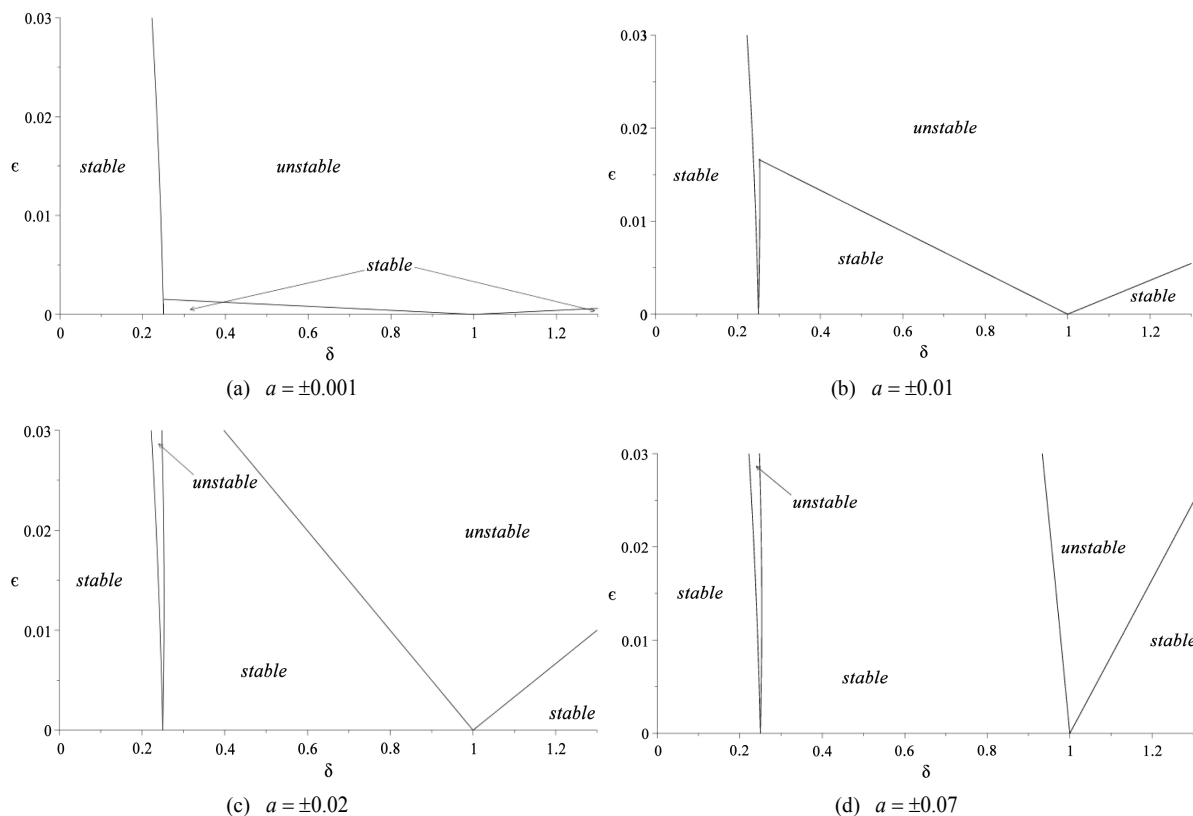 0.03
0.02
ϵ
0.01
0
stable
unstable
stable
0 0.2 0.4 0.6 0.8 1 1.2
δ
(a) a = ±0.001
0.03
0.02
ϵ
0.01
0
unstable
stable
stable
stable
0 0.2 0.4 0.6 0.8 1 1.2
δ
(b) a = ±0.01
0.03
0.02
ϵ
0.01
0
unstable
unstable
stable
stable
stable
0 0.2 0.4 0.6 0.8 1 1.2
δ
(c) a = ±0.02
0.03
0.02
ϵ
0.01
0
unstable
unstable
stable
stable
stable
0 0.2 0.4 0.6 0.8 1 1.2
δ
(d) a = ±0.07